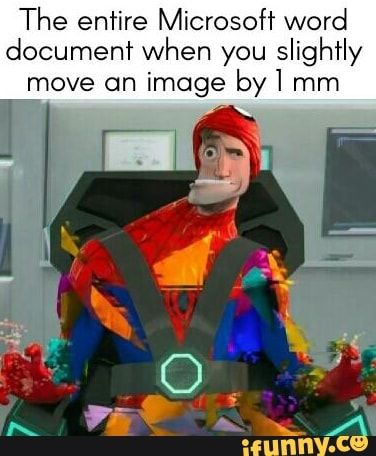 The entire Microsoft word
document when you slightly
move an image by 1 mm
ifunny.co